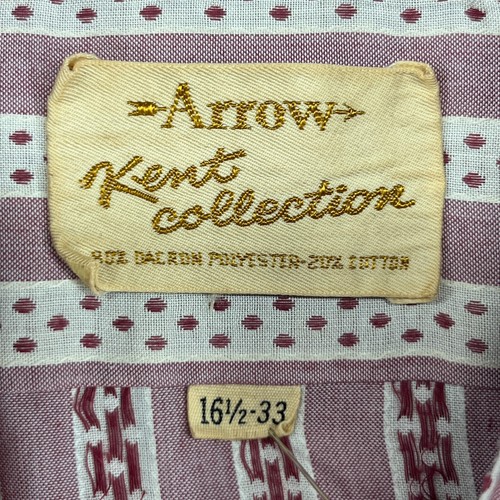 Arrow
Kent
collection
80% DACRON POLYESTER-20% COTTON
16½-33